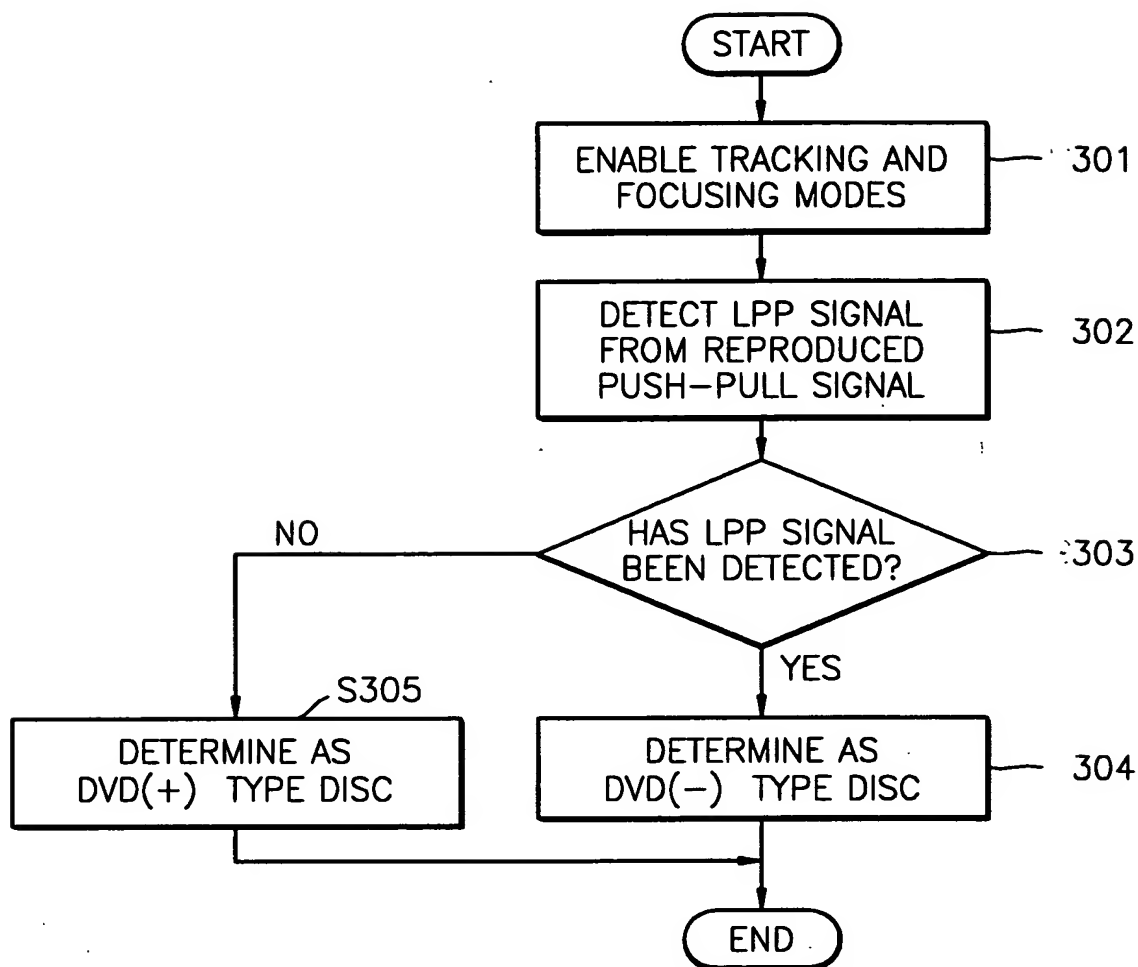 START
ENABLE TRACKING AND
FOCUSING MODES
301
DETECT LPP SIGNAL
FROM REPRODUCED
PUSH-PULL SIGNAL
302
HAS LPP SIGNAL
BEEN DETECTED?
303
NO
YES
S305
DETERMINE AS
DVD(+) TYPE DISC
DETERMINE AS
DVD(-) TYPE DISC
304
END